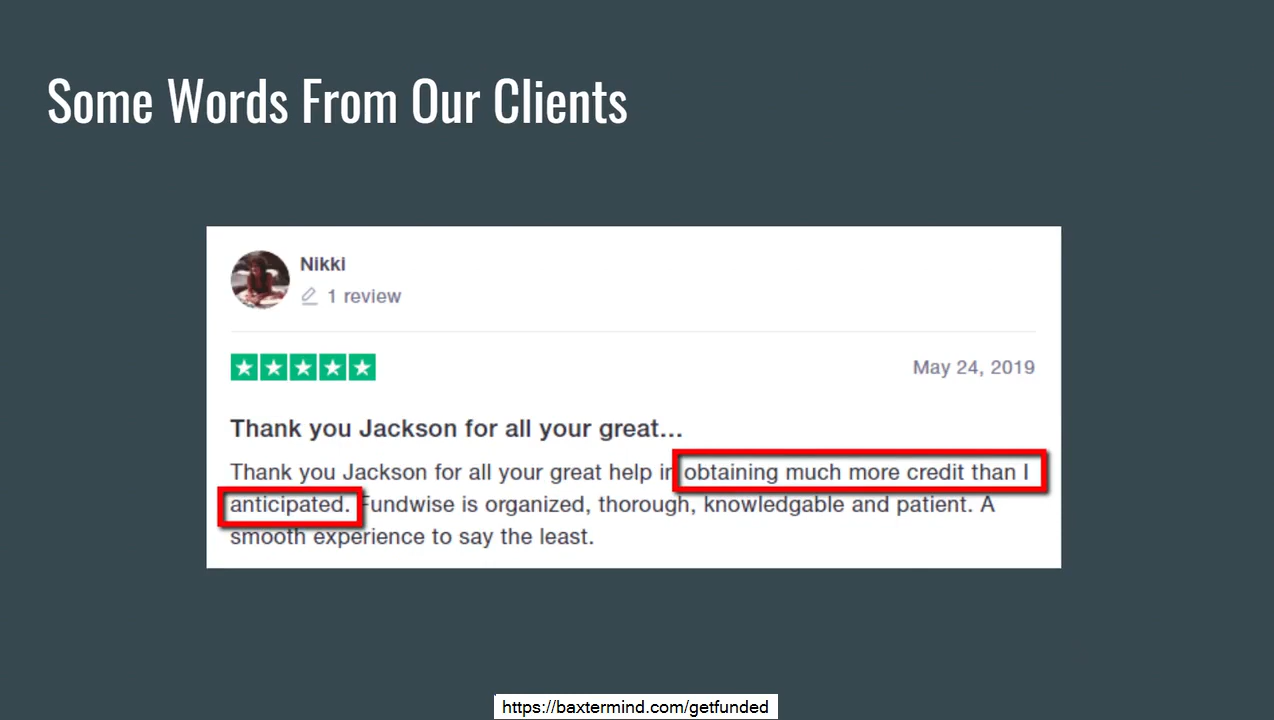 Some Words From Our Clients
Nikki
1 review
May 24, 2019
Thank you Jackson for all your great...
Thank you Jackson for all your great help in obtaining much more credit than I
anticipated. Fundwise is organized, thorough, knowledgable and patient. A
smooth experience to say the least.
https://baxtermind.com/getfunded